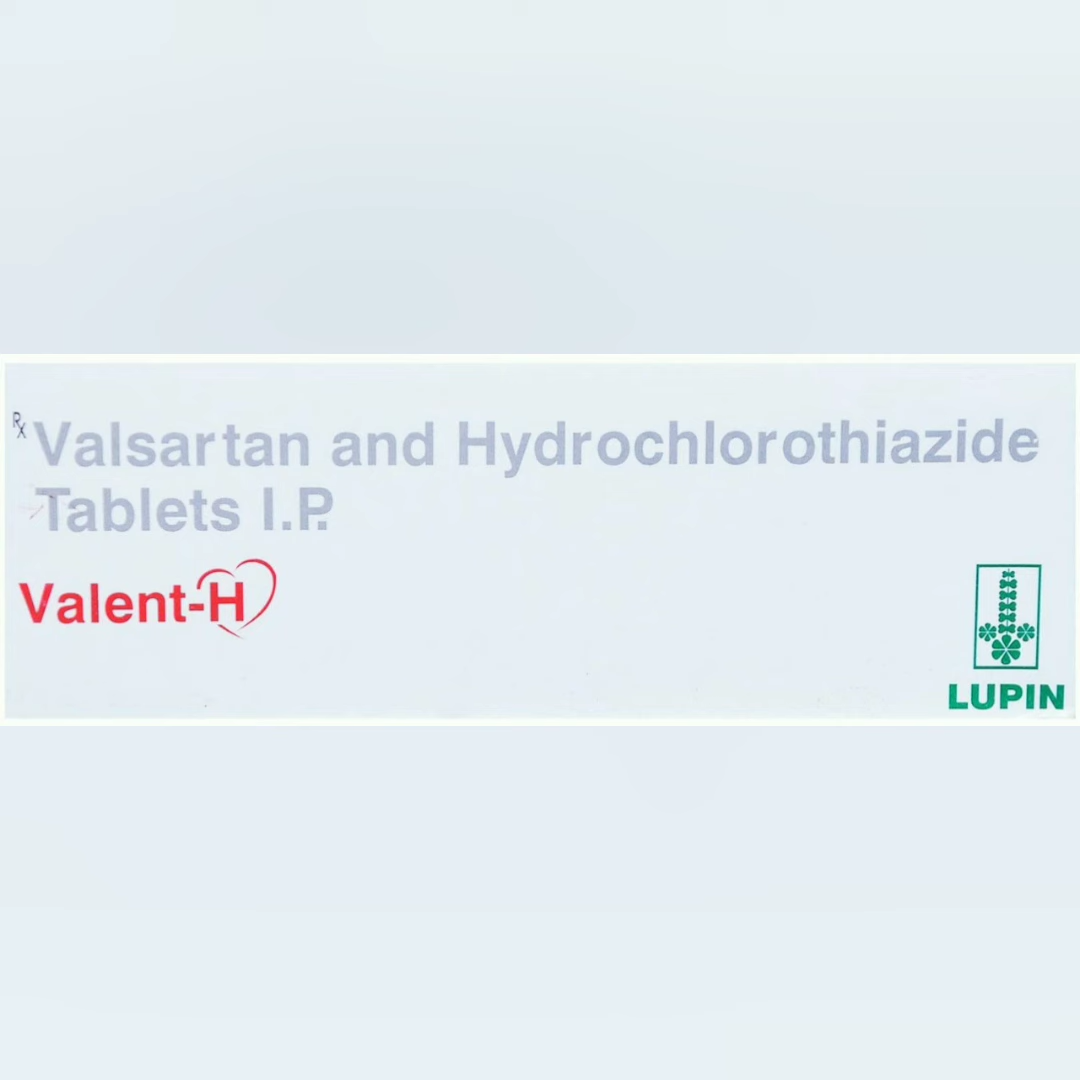 Rx Valsartan and Hydrochlorothiazide
Tablets I.P.
Valent-H
LUPIN